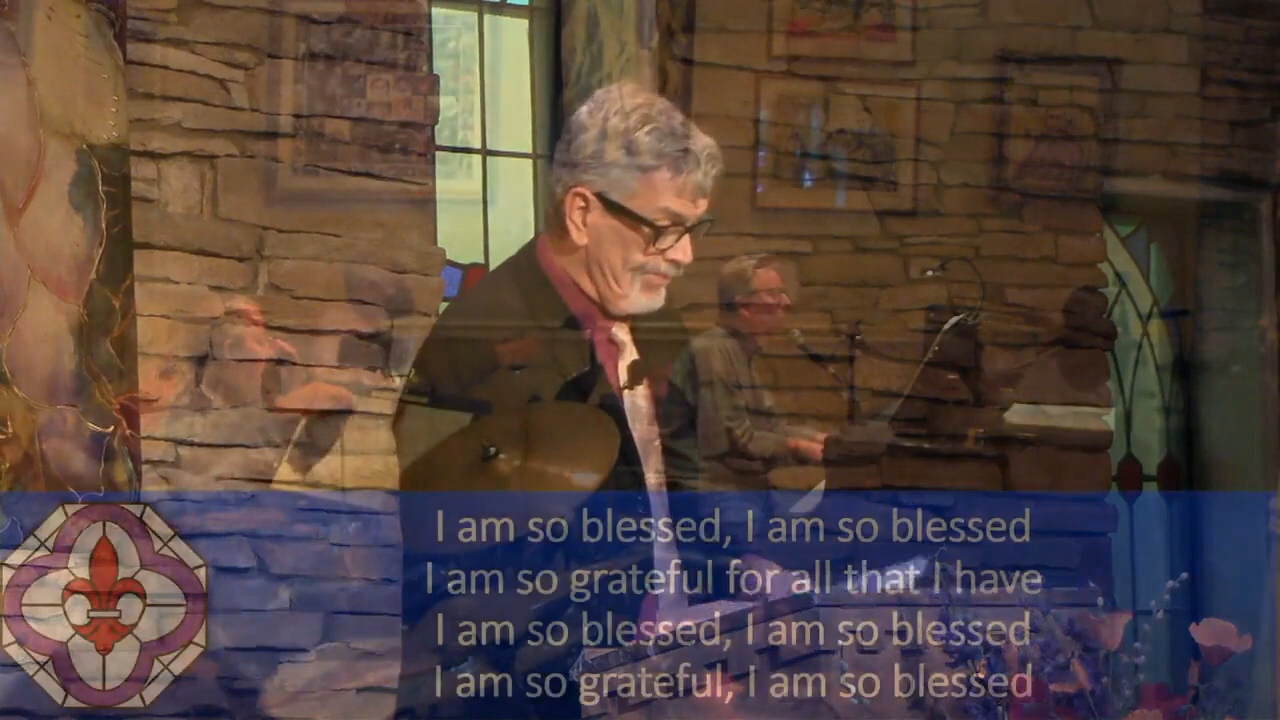 I am so blessed, I am so blessed
I am so grateful for all that I have
I am so blessed, I am so blessed
I am so grateful, I am so blessed